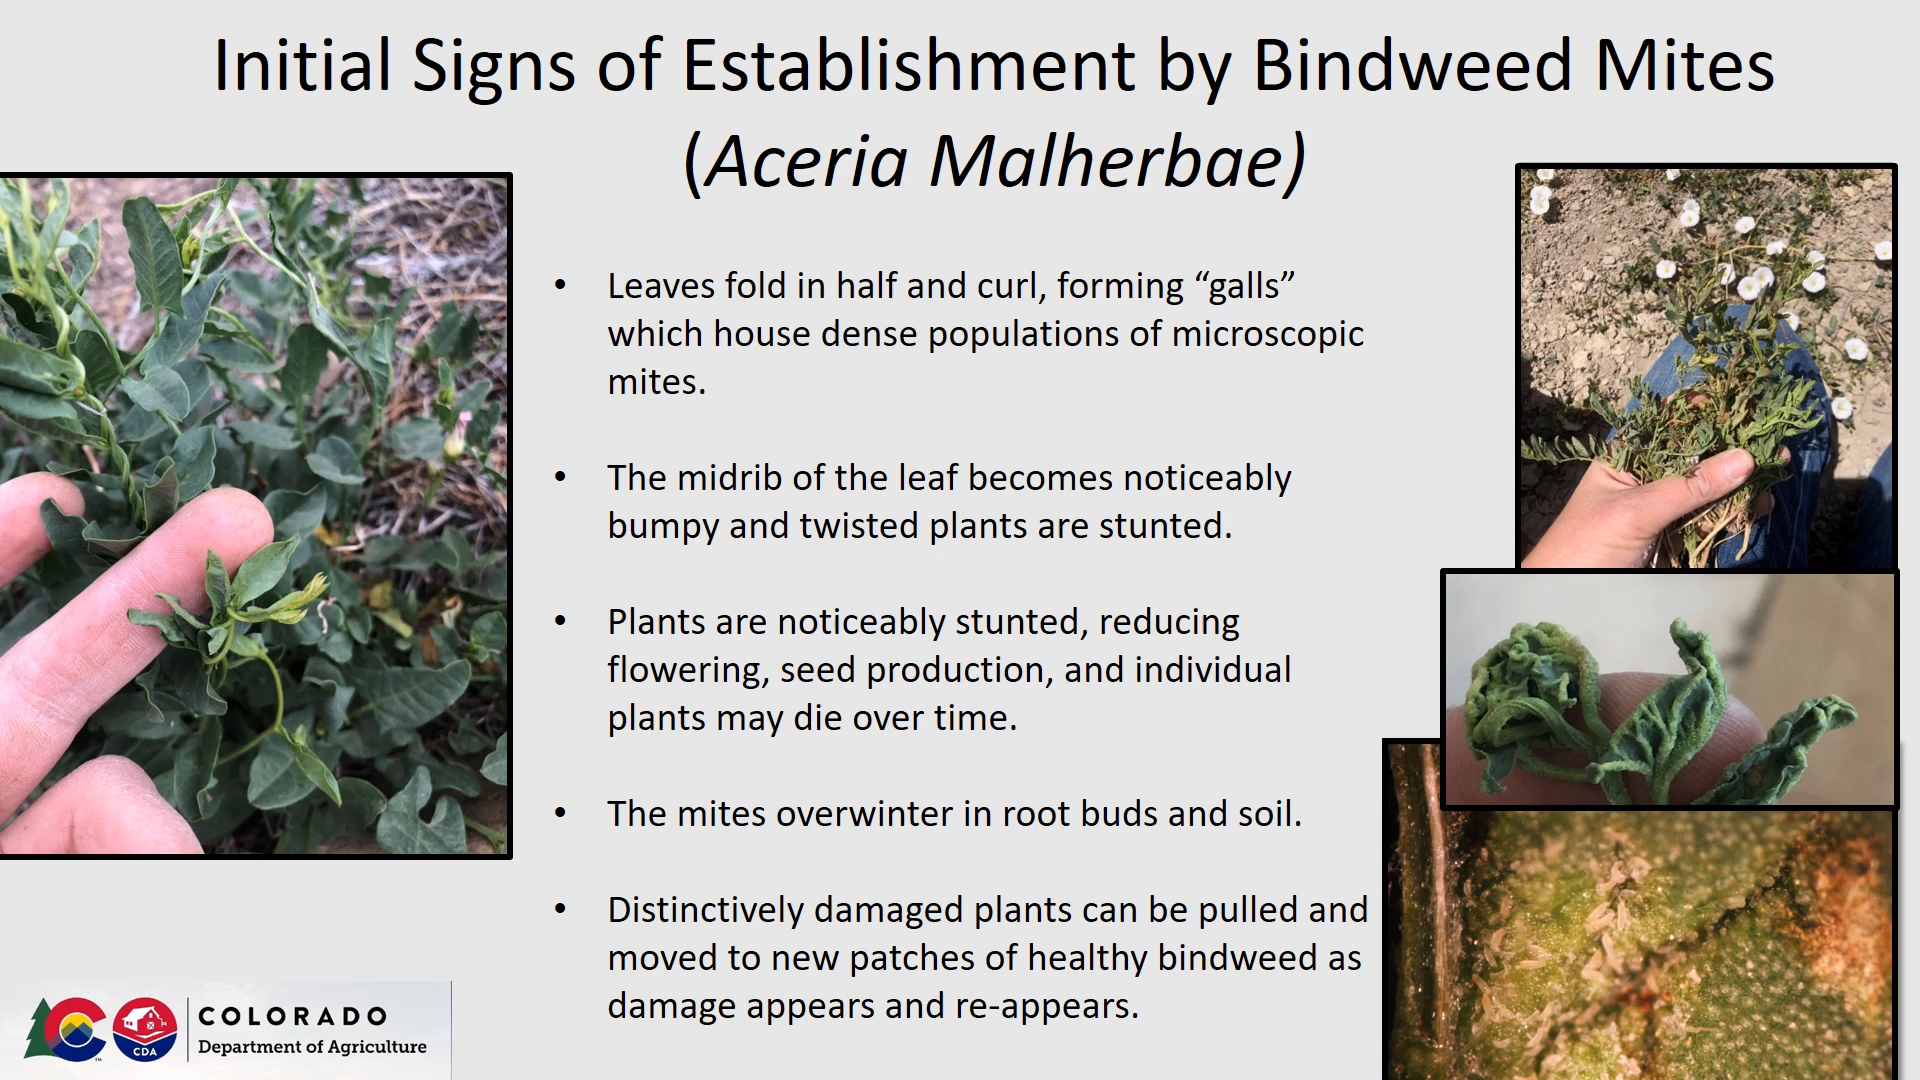 Initial Signs of Establishment by Bindweed Mites
(Aceria Malherbae)
• Leaves fold in half and curl, forming “galls”
which house dense populations of microscopic
mites.
• The midrib of the leaf becomes noticeably
bumpy and twisted plants are stunted.
• Plants are noticeably stunted, reducing
flowering, seed production, and individual
plants may die over time.
• The mites overwinter in root buds and soil.
• Distinctively damaged plants can be pulled and
moved to new patches of healthy bindweed as
damage appears and re-appears.
COLORADO
Department of Agriculture
CDA
TM